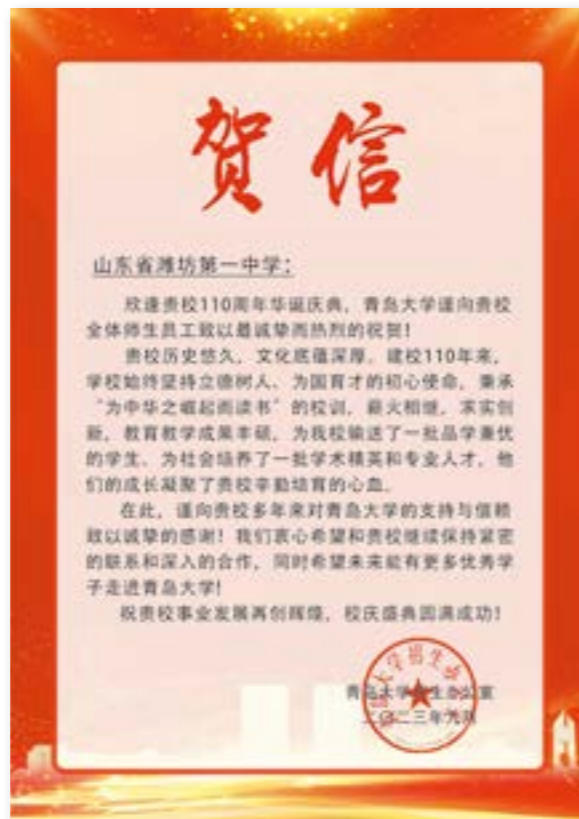 贺信
山东省潍坊第一中学：
欣逢贵校110周年华诞庆典，青岛大学谨向贵校
全体师生员工致以最诚挚而热烈的祝贺！
贵校历史悠久，文化底蕴深厚。建校110年来，
学校始终坚持立德树人、为国育才的初心使命，秉承
“为中华之崛起而读书”的校训，薪火相继，求实创
新，教育教学成果丰硕，为我校输送了一批品学兼优
的学生、为社会培养了一批学术精英和专业人才，他
们的成长凝聚了贵校辛勤培育的心血。
在此，谨向贵校多年来对青岛大学的支持与信赖
致以诚挚的感谢！我们衷心希望和贵校继续保持紧密
的联系和深入的合作，同时希望未来能有更多优秀学
子走进青岛大学！
祝贵校事业发展再创辉煌，校庆盛典圆满成功！
青岛大学招生办公室
二〇二三年九月